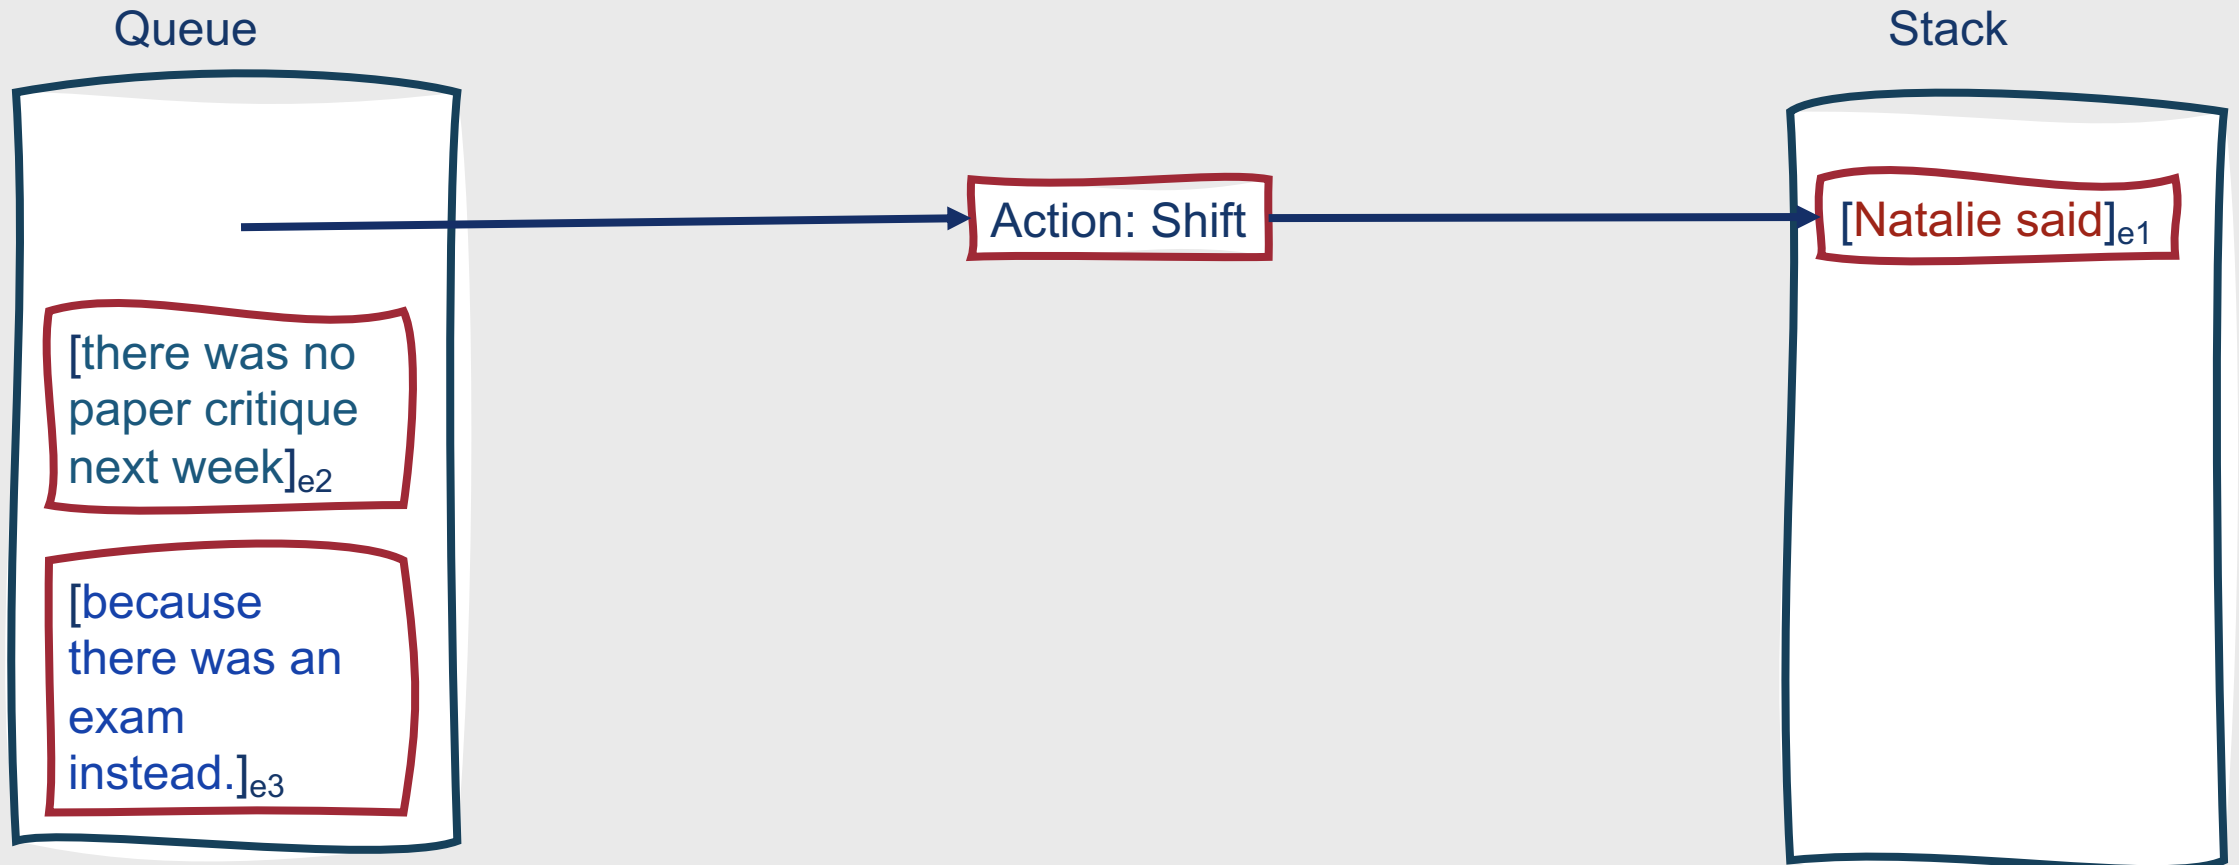 Queue
Stack
Action: Shift
[Natalie said]e1
[there was no
paper critique
next week]e2
[because
there was an
exam
instead.]e3